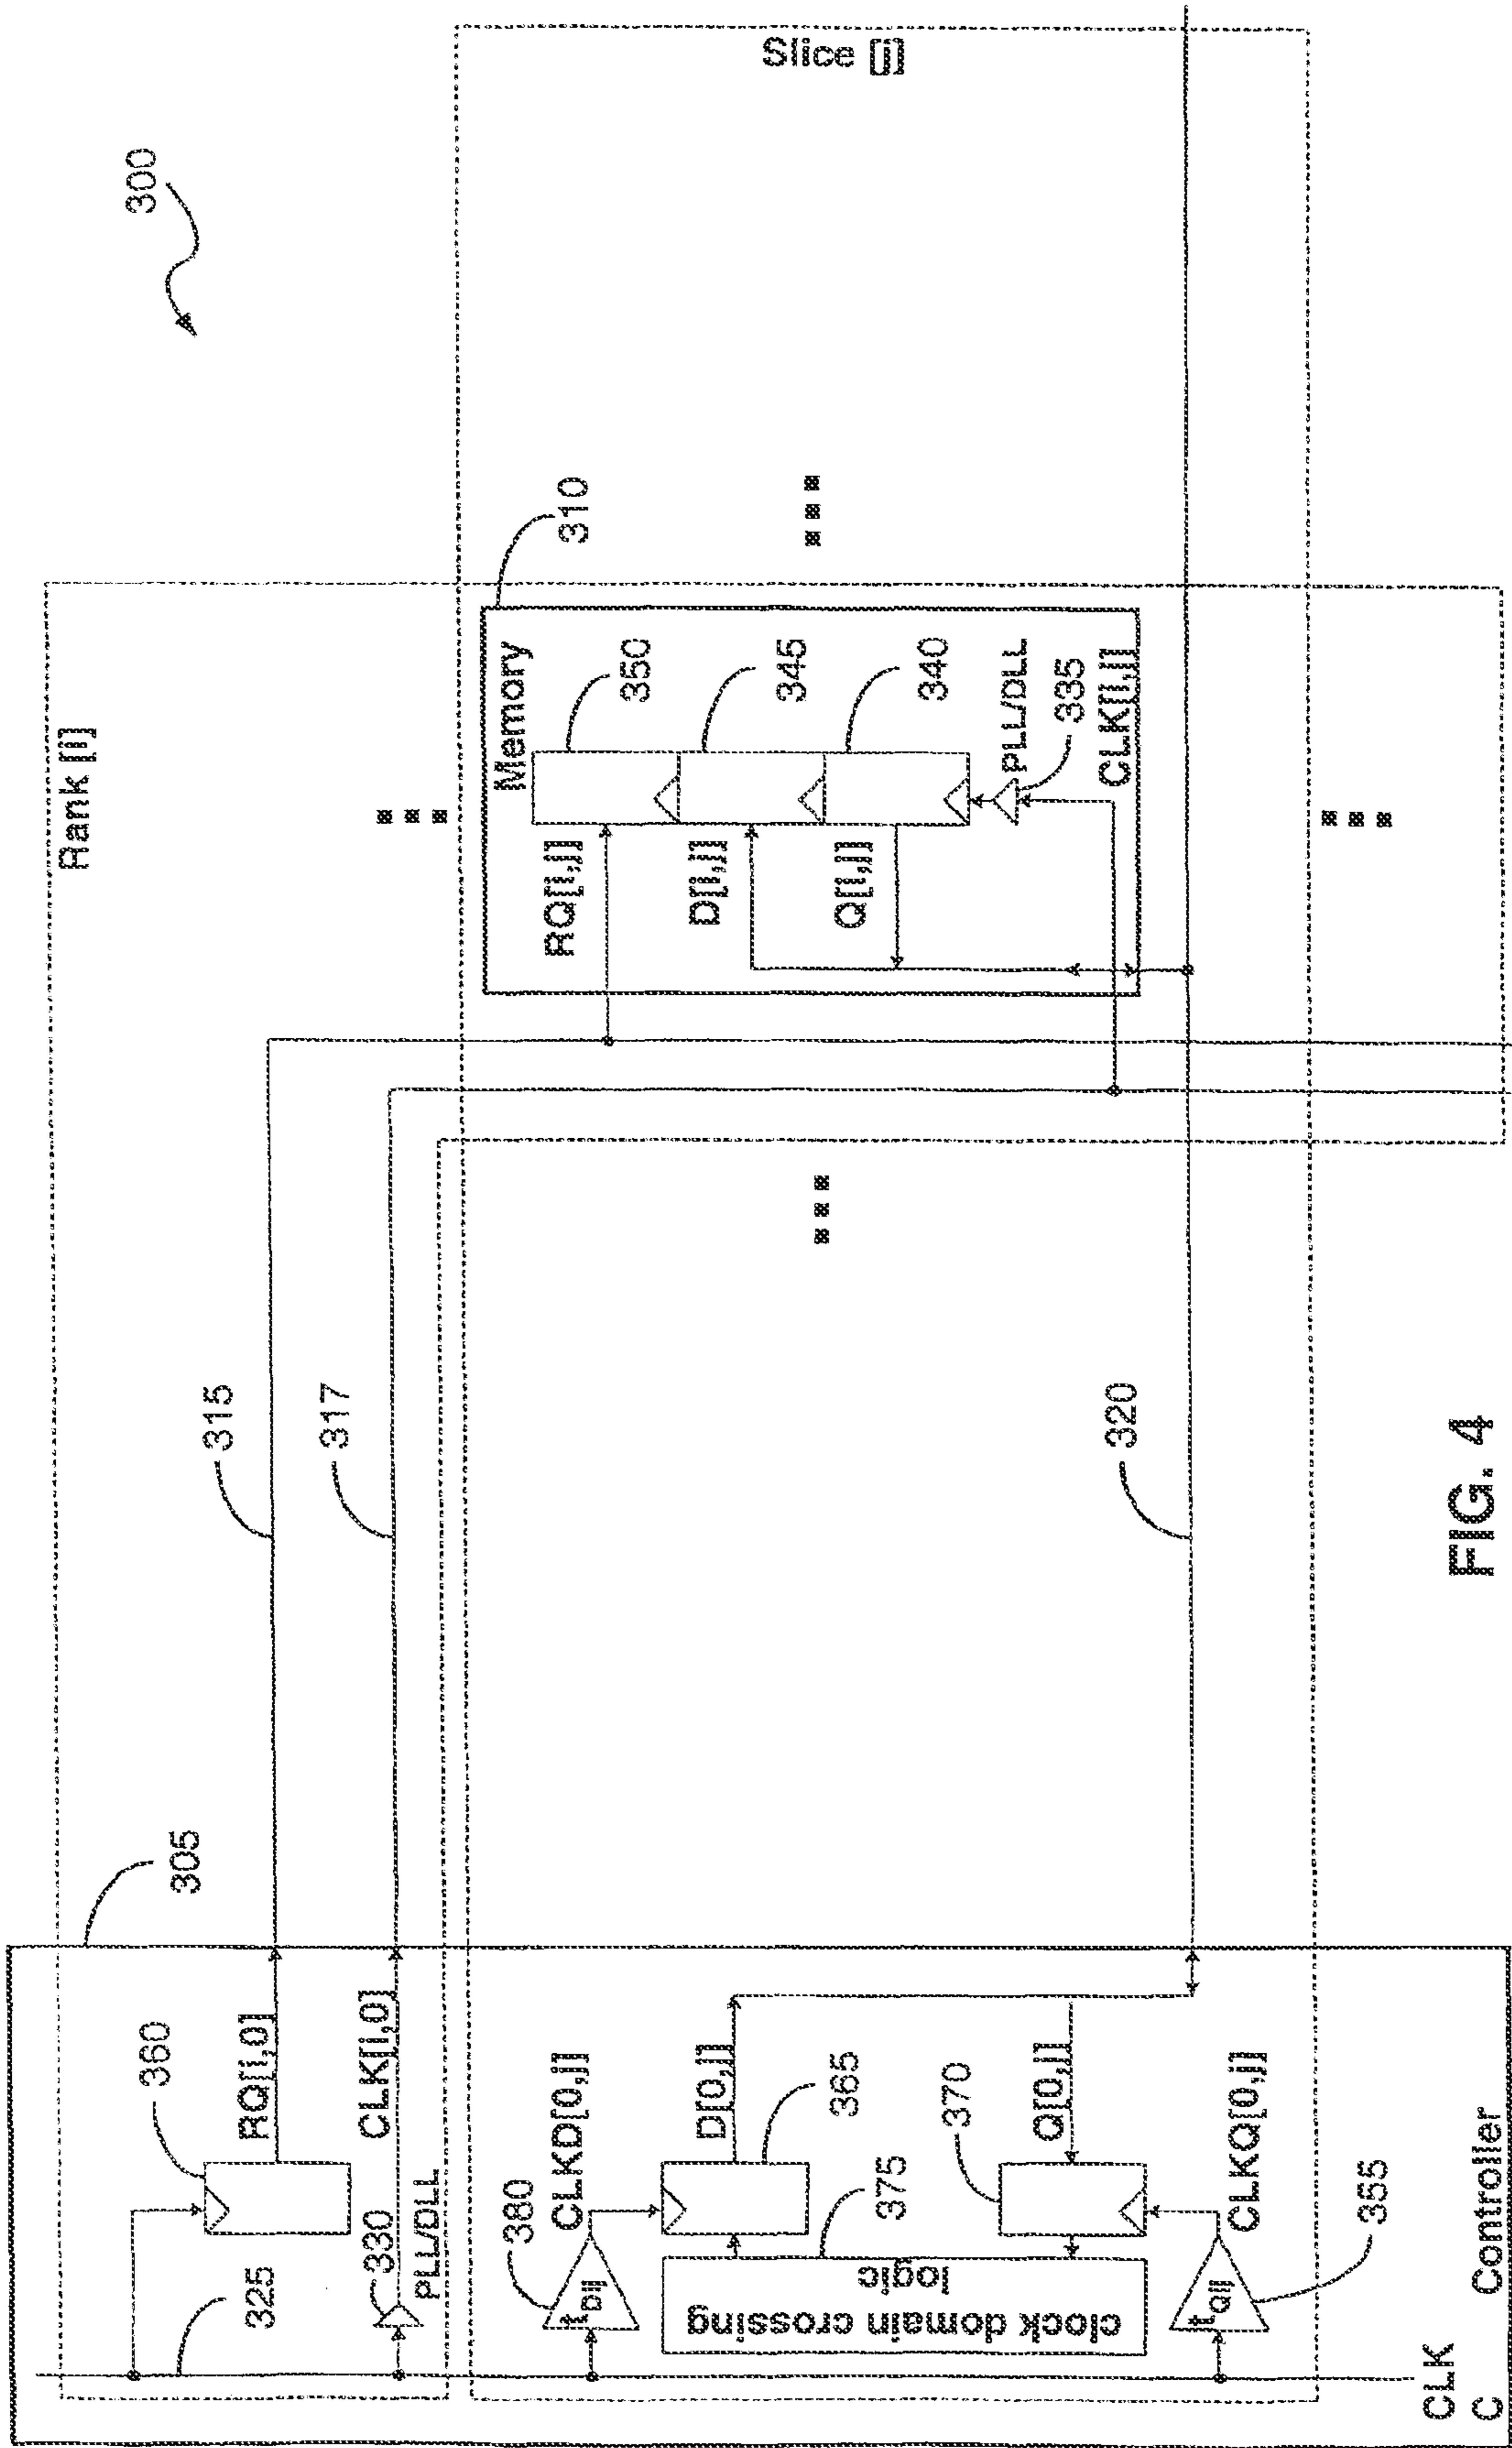 300
Slice [j]
Rank [i]
310
Memory
350
345
340
PLL/DLL
335
CLK[i,j]
RQ[i,j]
D[i,j]
Q[i,j]
315
317
320
305
360
RQ[i,0]
CLK[i,0]
325
330
PLL/DLL
380
CLKD[0,j]
tDij
D[0,j]
365
375
clock domain crossing
logic
370
Q[0,j]
CLKQ[0,j]
tQij
355
CLK
C
Controller
FIG. 4